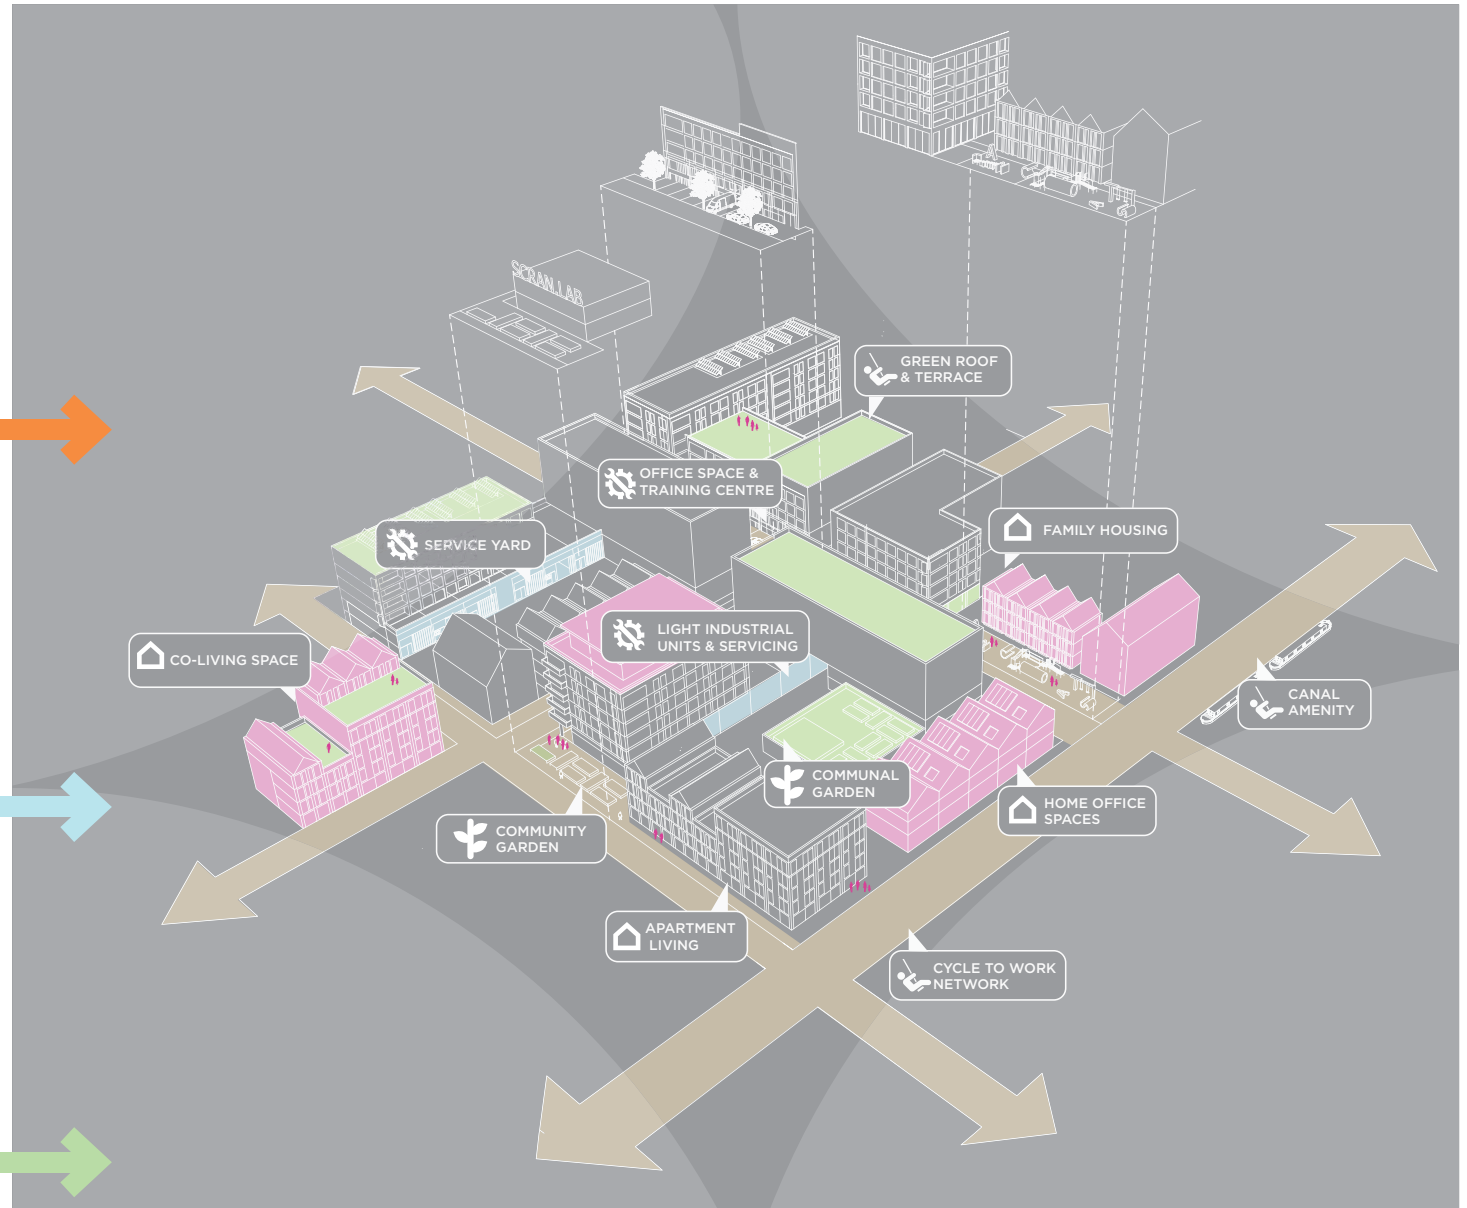 SCRAN LAB
GREEN ROOF
& TERRACE
OFFICE SPACE &
TRAINING CENTRE
FAMILY HOUSING
SERVICE YARD
LIGHT INDUSTRIAL
UNITS & SERVICING
CO-LIVING SPACE
CANAL
AMENITY
COMMUNAL
GARDEN
HOME OFFICE
SPACES
COMMUNITY
GARDEN
APARTMENT
LIVING
CYCLE TO WORK
NETWORK